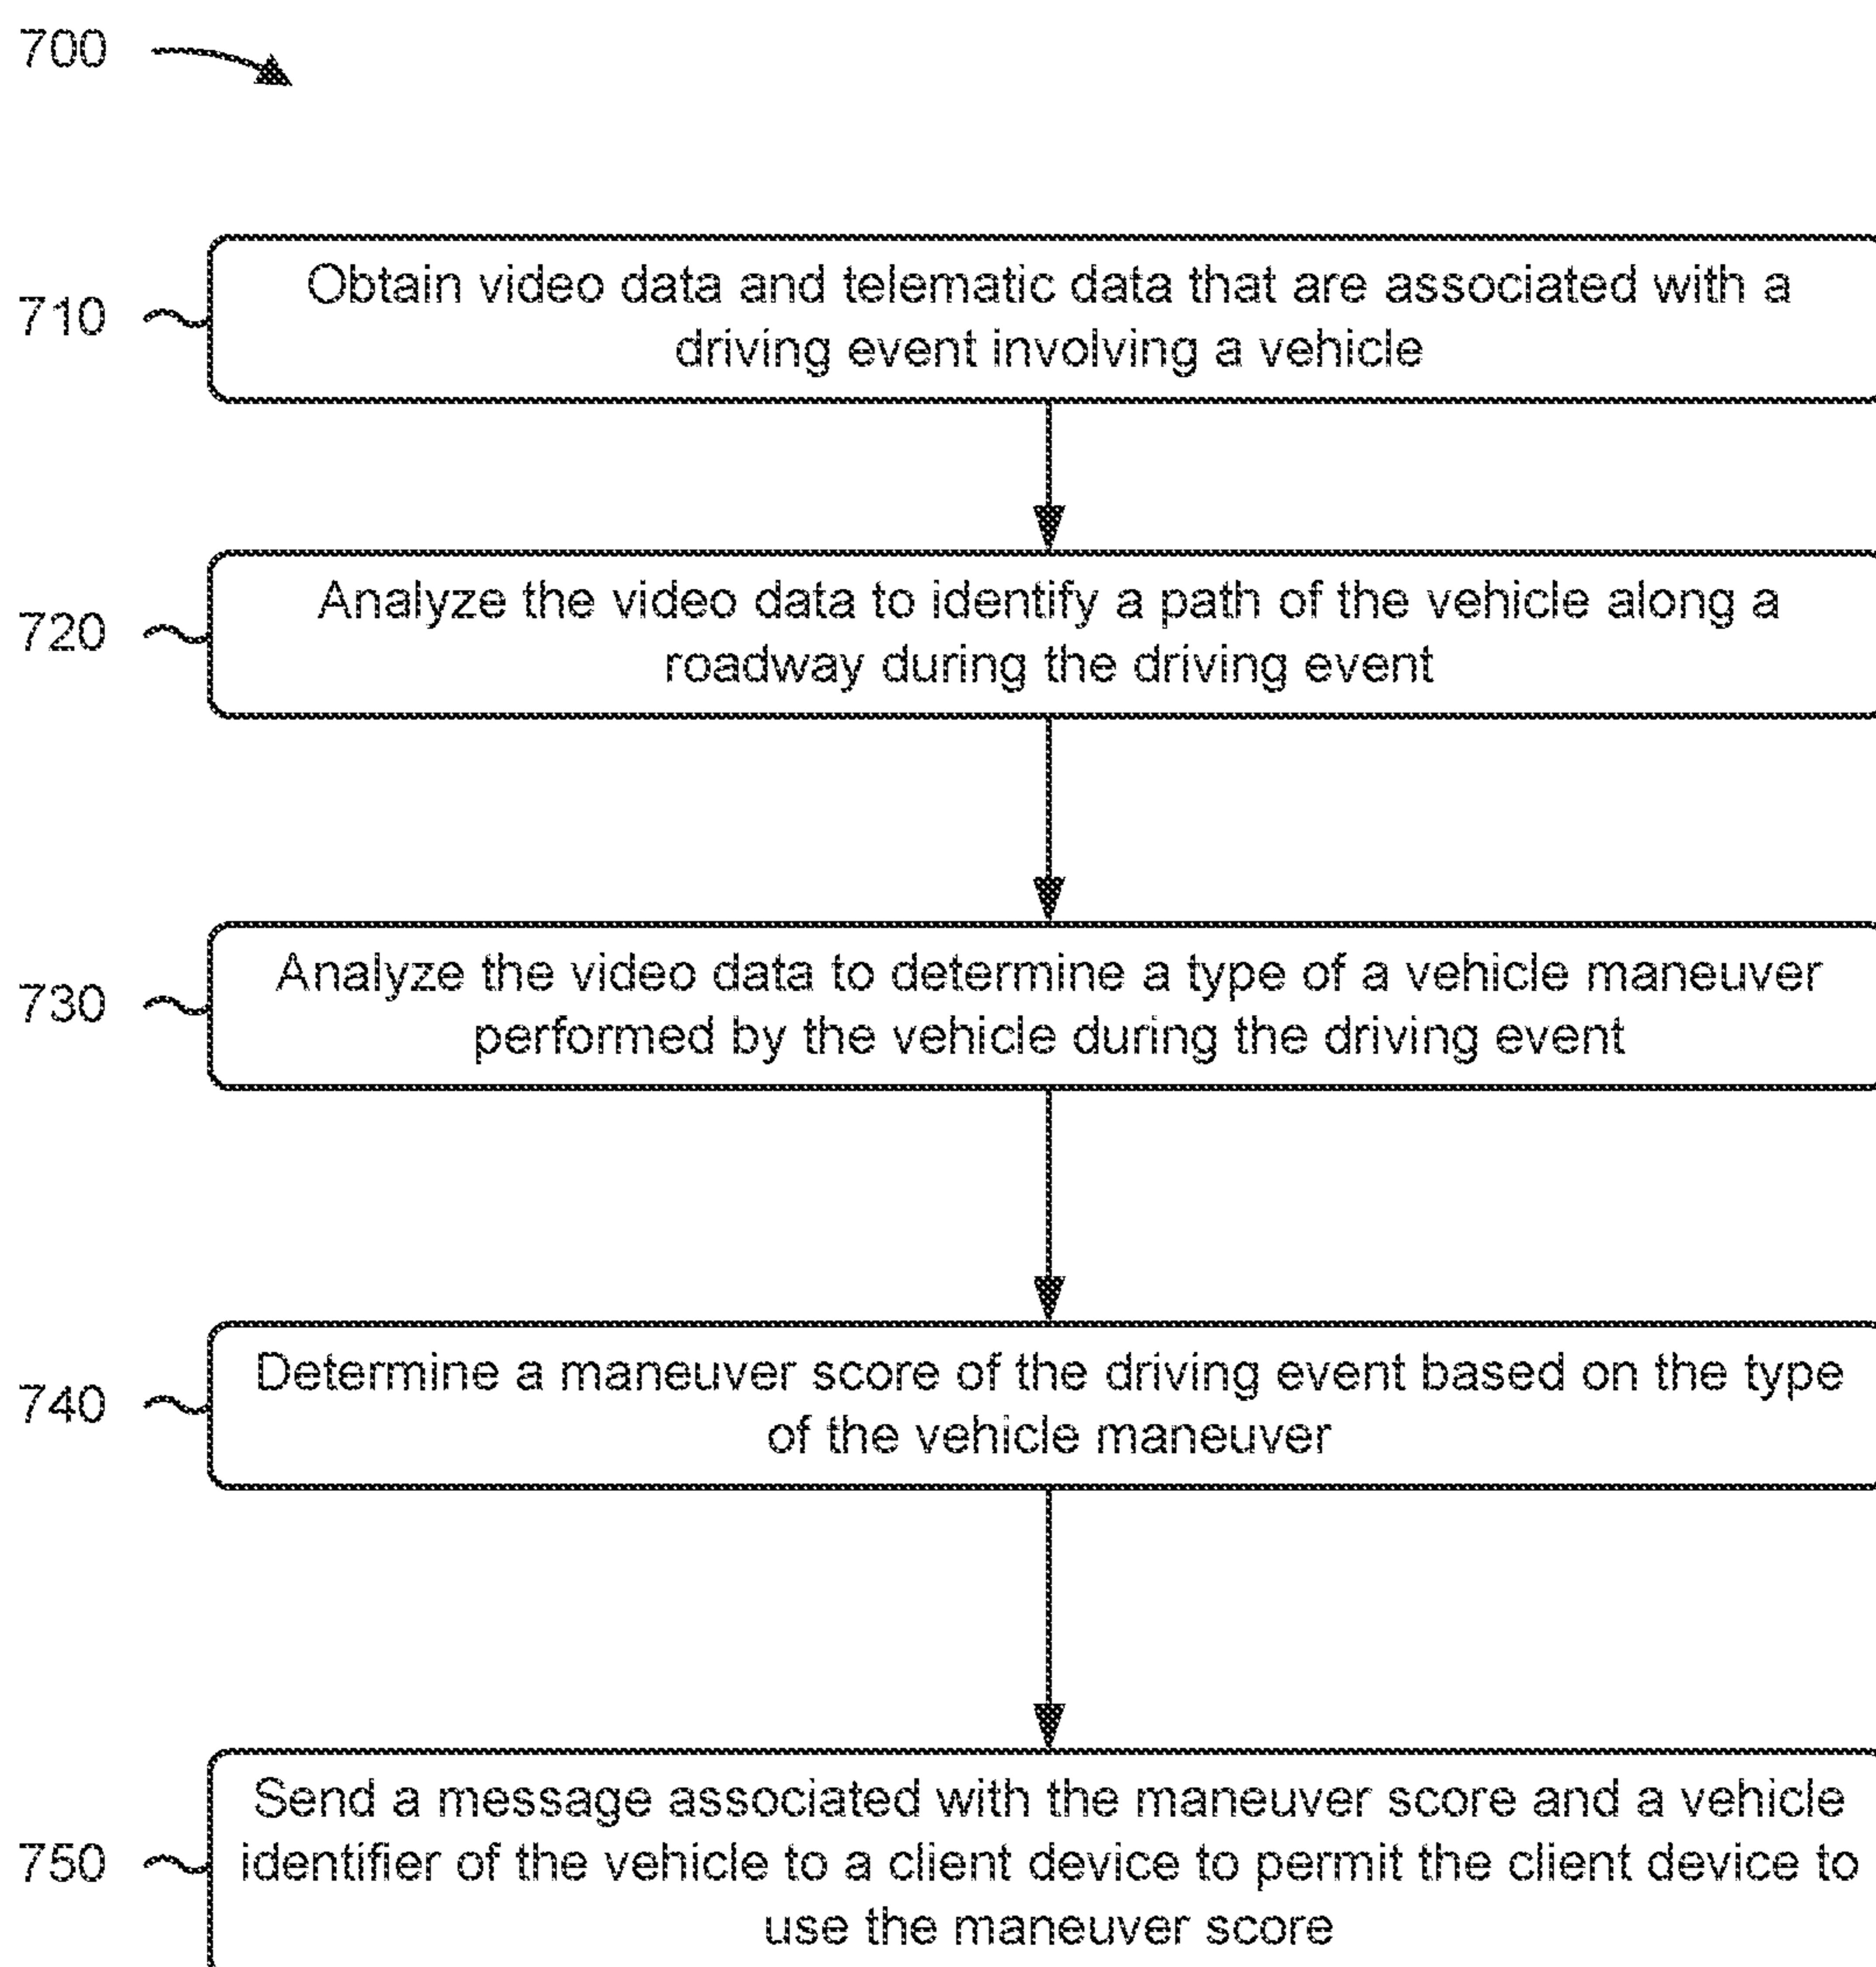 700
710
Obtain video data and telematic data that are associated with a
driving event involving a vehicle
720
Analyze the video data to identify a path of the vehicle along a
roadway during the driving event
730
Analyze the video data to determine a type of a vehicle maneuver
performed by the vehicle during the driving event
740
Determine a maneuver score of the driving event based on the type
of the vehicle maneuver
750
Send a message associated with the maneuver score and a vehicle
identifier of the vehicle to a client device to permit the client device to
use the maneuver score